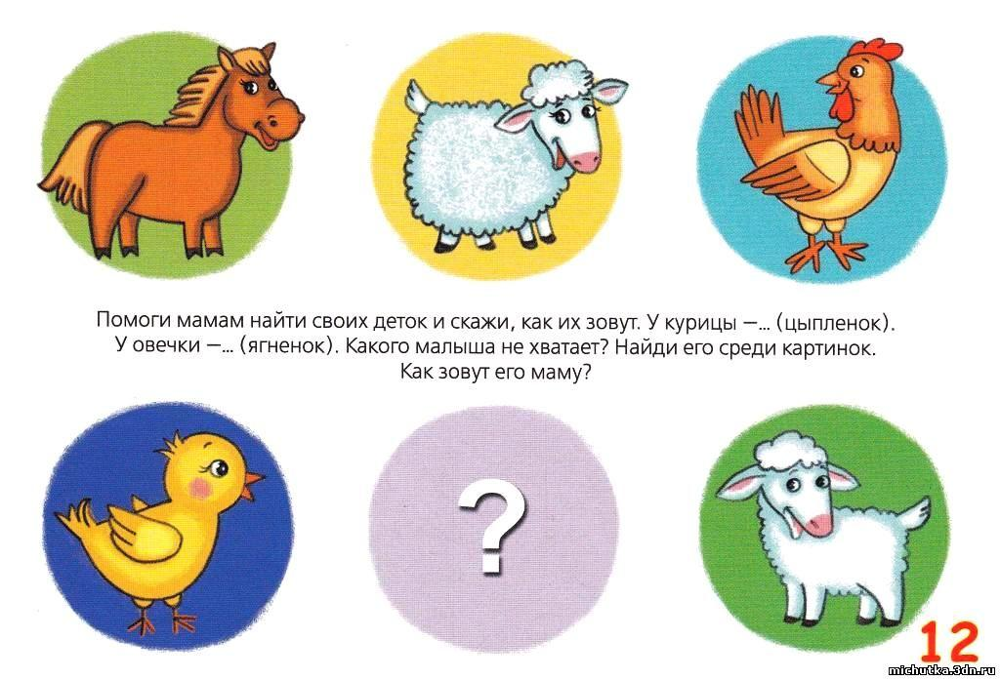 Помоги мамам найти своих деток и скажи, как их зовут. У курицы –... (цыпленок).
У овечки –... (ягненок). Какого малыша не хватает? Найди его среди картинок.
Как зовут его маму?
?
12
michutka.3dn.ru